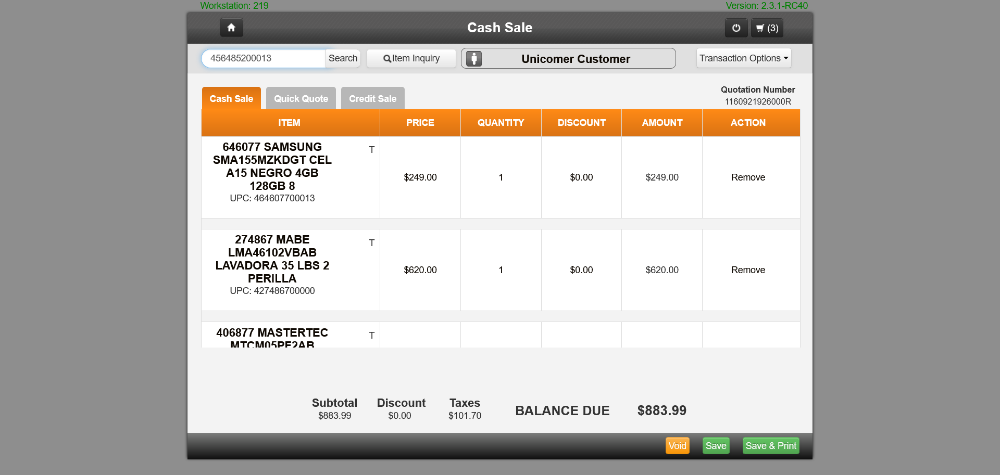 Workstation: 219
Version: 2.3.1-RC40
Cash Sale
(3)
456485200013
Search
Item Inquiry
Unicomer Customer
Transaction Options
Cash Sale
Quick Quote
Credit Sale
Quotation Number
1160921926000R
ITEM
PRICE
QUANTITY
DISCOUNT
AMOUNT
ACTION
646077 SAMSUNG
SMA155MZKDGT CEL
A15 NEGRO 4GB
128GB 8
UPC: 464607700013
T
$249.00
1
$0.00
$249.00
Remove
274867 MABE
LMA46102VBAB
LAVADORA 35 LBS 2
PERILLA
UPC: 427486700000
T
$620.00
1
$0.00
$620.00
Remove
406877 MASTERTEC
T
Subtotal
$883.99
Discount
$0.00
Taxes
$101.70
BALANCE DUE
$883.99
Void
Save
Save & Print